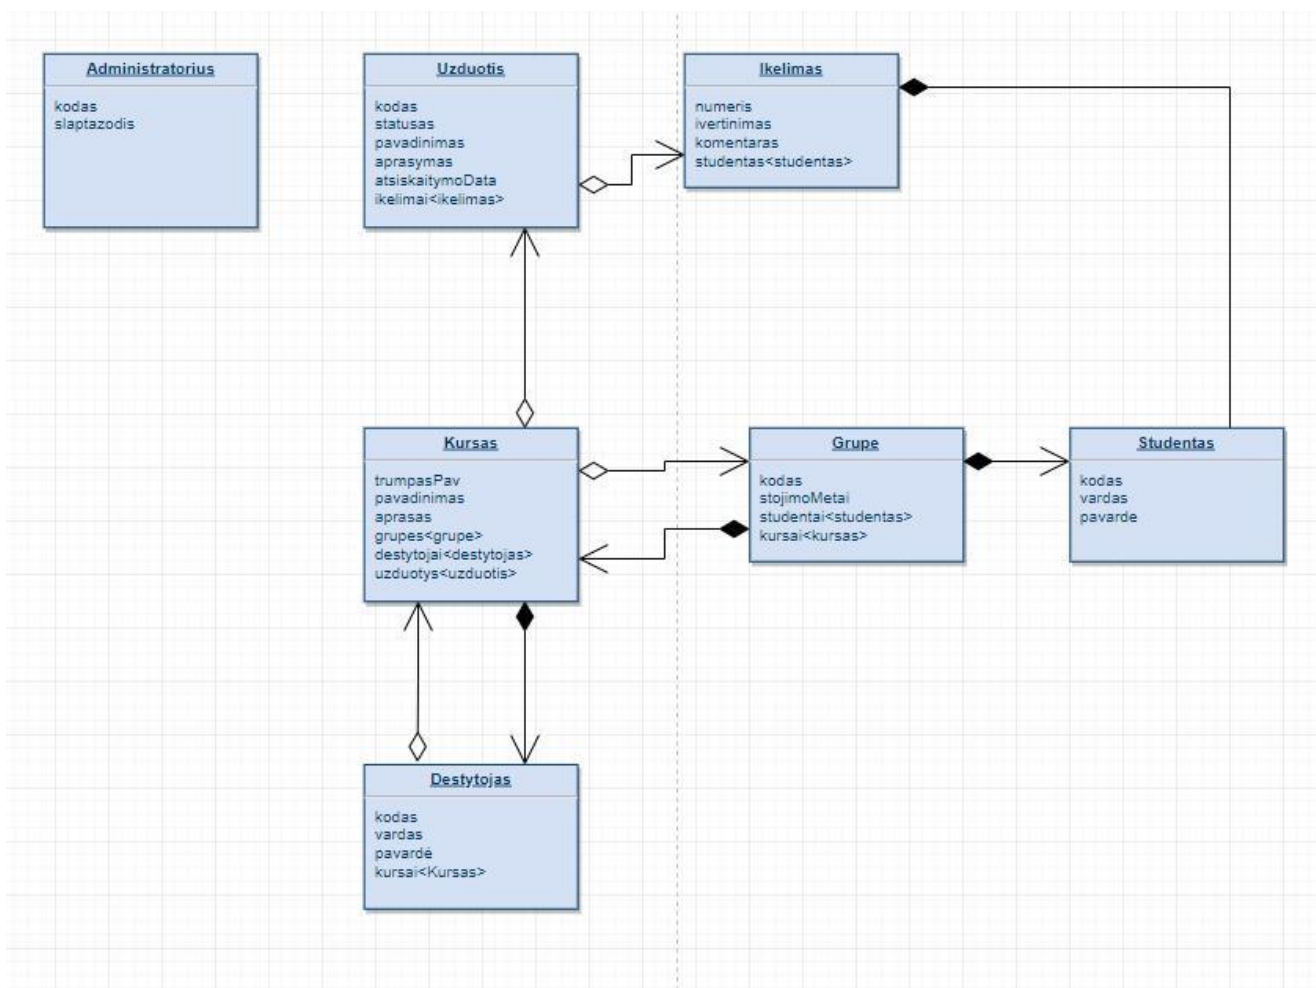 Administratorius
kodas
slaptazodis
Uzduotis
kodas
statusas
pavadinimas
aprasymas
atsiskaitymoData
ikelimai<ikelimas>
Ikelimas
numeris
ivertinimas
komentaras
studentas<studentas>
Kursas
trumpasPav
pavadinimas
aprasas
grupes<grupe>
destytojai<destytojas>
uzduotys<uzduotis>
Grupe
kodas
stojimoMetai
studentai<studentas>
kursai<kursas>
Studentas
kodas
vardas
pavarde
Destytojas
kodas
vardas
pavardė
kursai<Kursas>